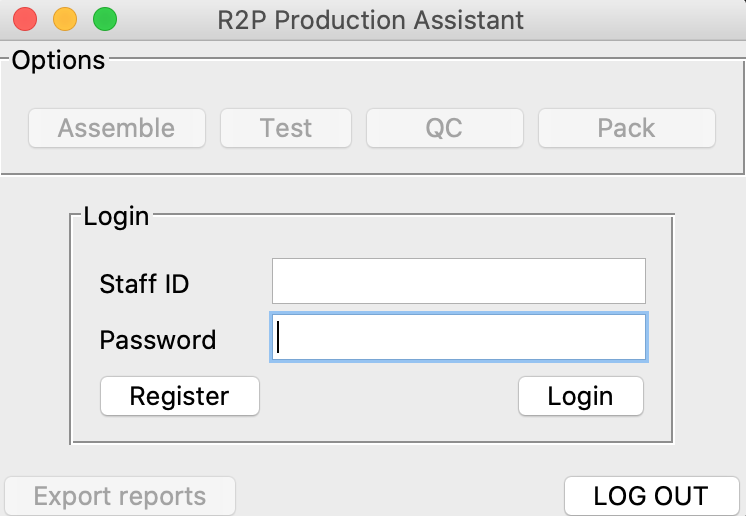 R2P Production Assistant
Options
Assemble Test QC Pack
Login
Staff ID
Password
Register Login
Export reports LOG OUT